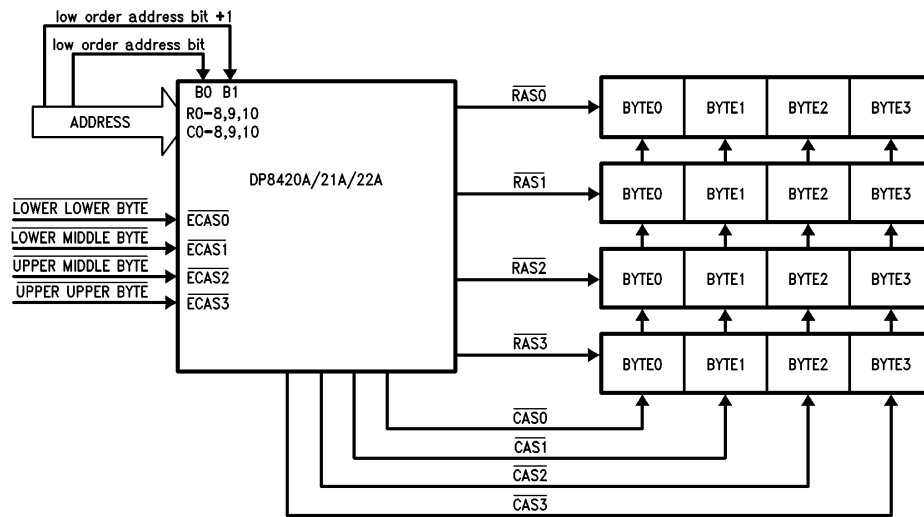 low order address bit +1
low order address bit
B0 B1
R0-8,9,10
C0-8,9,10
ADDRESS
DP8420A/21A/22A
LOWER LOWER BYTE
ECAS0
LOWER MIDDLE BYTE
ECAS1
UPPER MIDDLE BYTE
ECAS2
UPPER UPPER BYTE
ECAS3
RAS0
BYTE0 BYTE1 BYTE2 BYTE3
RAS1
BYTE0 BYTE1 BYTE2 BYTE3
RAS2
BYTE0 BYTE1 BYTE2 BYTE3
RAS3
BYTE0 BYTE1 BYTE2 BYTE3
CAS0
CAS1
CAS2
CAS3